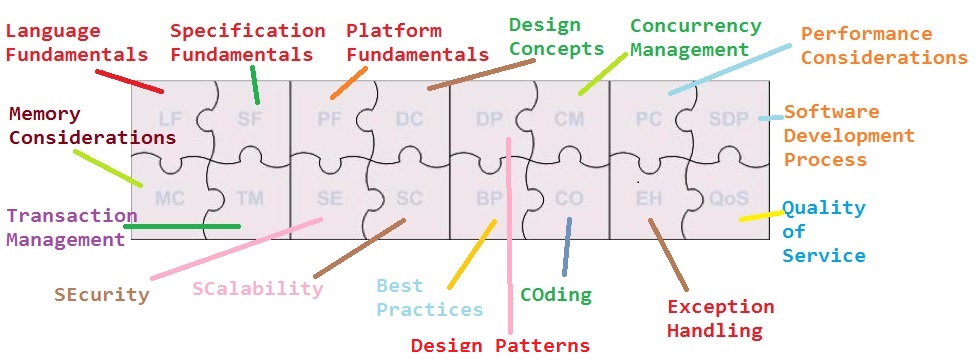 Language
Fundamentals
Specification
Fundamentals
Platform
Fundamentals
Design
Concepts
Concurrency
Management
Performance
Considerations
Memory
Considerations
LF SF PF DC DP CM PC SDP
Software
Development
Process
MC TM SE SC BP CO EH QoS
Transaction
Management
Quality
of
Service
SEcurity
SCalability
Best
Practices
COding
Exception
Handling
Design Patterns